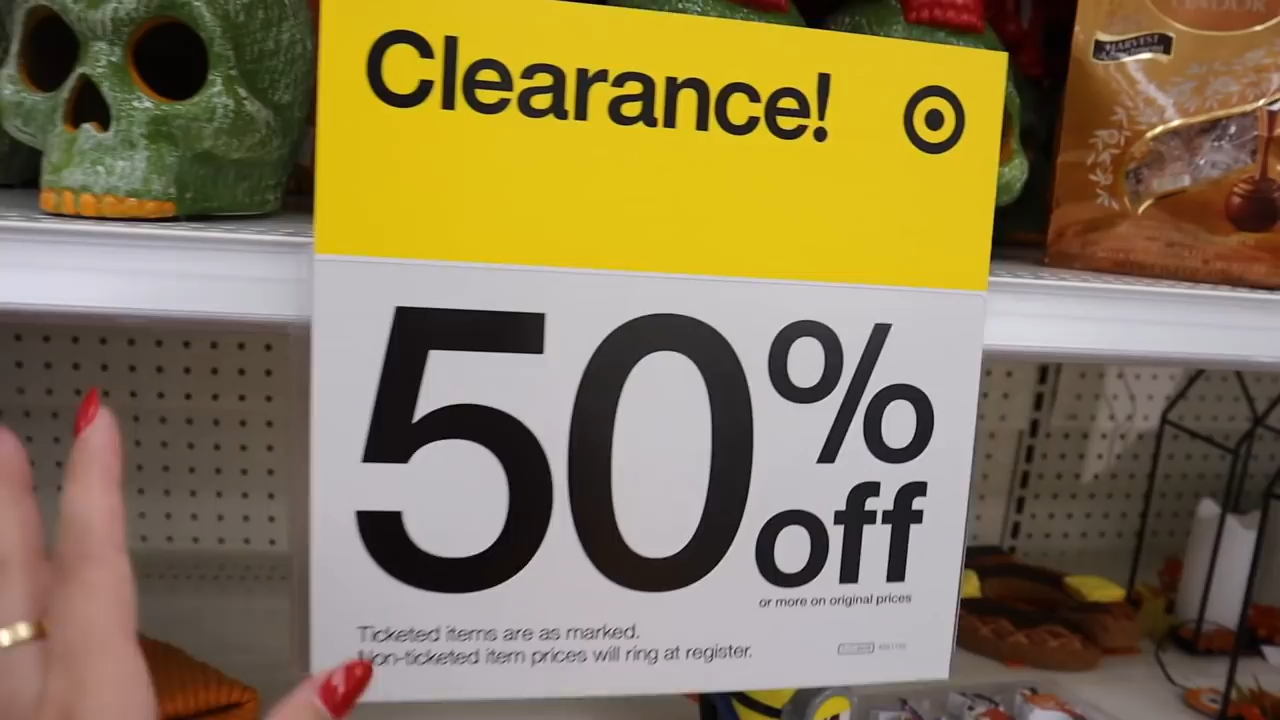 Clearance!
50%
off
or more on original prices
Ticketed items are as marked.
Non-ticketed item prices will ring at register.
HARVEST